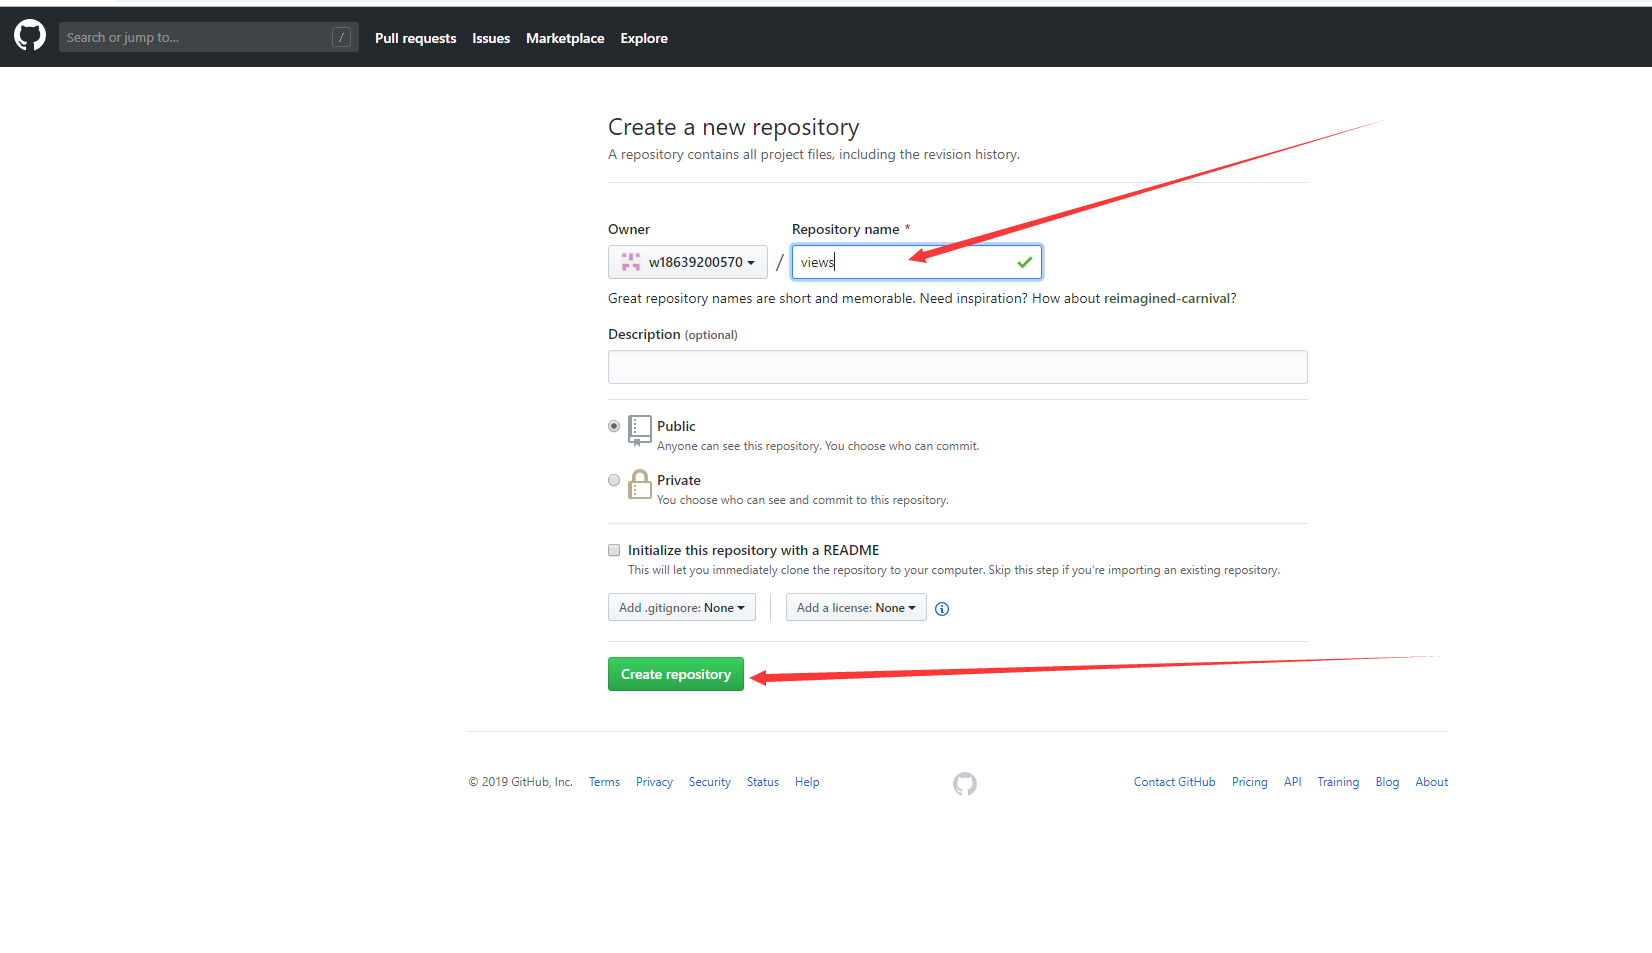 Search or jump to... /
Pull requests Issues Marketplace Explore
Create a new repository
A repository contains all project files, including the revision history.
Owner Repository name *
w18639200570 / views
Great repository names are short and memorable. Need inspiration? How about reimagined-carnival?
Description (optional)
Public
Anyone can see this repository. You choose who can commit.
Private
You choose who can see and commit to this repository.
Initialize this repository with a README
This will let you immediately clone the repository to your computer. Skip this step if you’re importing an existing repository.
Add .gitignore: None Add a license: None
Create repository
© 2019 GitHub, Inc. Terms Privacy Security Status Help Contact GitHub Pricing API Training Blog About